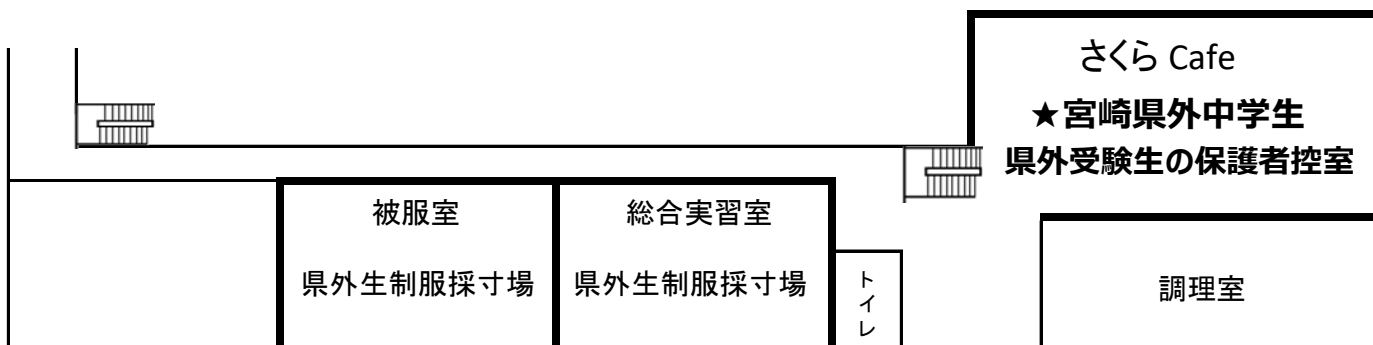 さくら Cafe
★宮崎県外中学生
県外受験生の保護者控室
被服室
県外生制服採寸場
総合実習室
県外生制服採寸場
トイレ
調理室